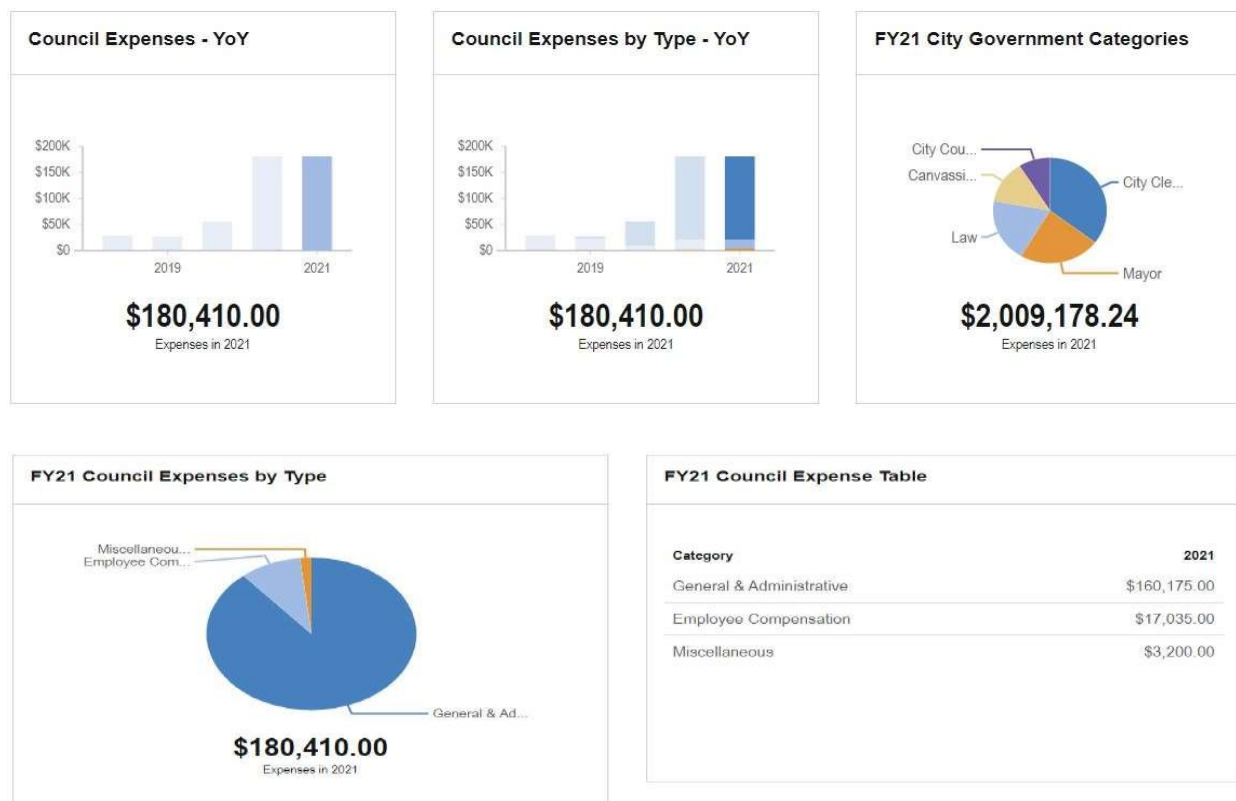 Council Expenses - YoY
$200K
$150K
$100K
$50K
$0
2019
2021
$180,410.00
Expenses in 2021
Council Expenses by Type - YoY
$200K
$150K
$100K
$50K
$0
2019
2021
$180,410.00
Expenses in 2021
FY21 City Government Categories
City Cou...
Canvassi...
Law
City Cle...
Mayor
$2,009,178.24
Expenses in 2021
FY21 Council Expenses by Type
Miscellaneou...
Employee Com...
General & Ad...
$180,410.00
Expenses in 2021
FY21 Council Expense Table
Category 2021
General & Administrative $160,175.00
Employee Compensation $17,035.00
Miscellaneous $3,200.00